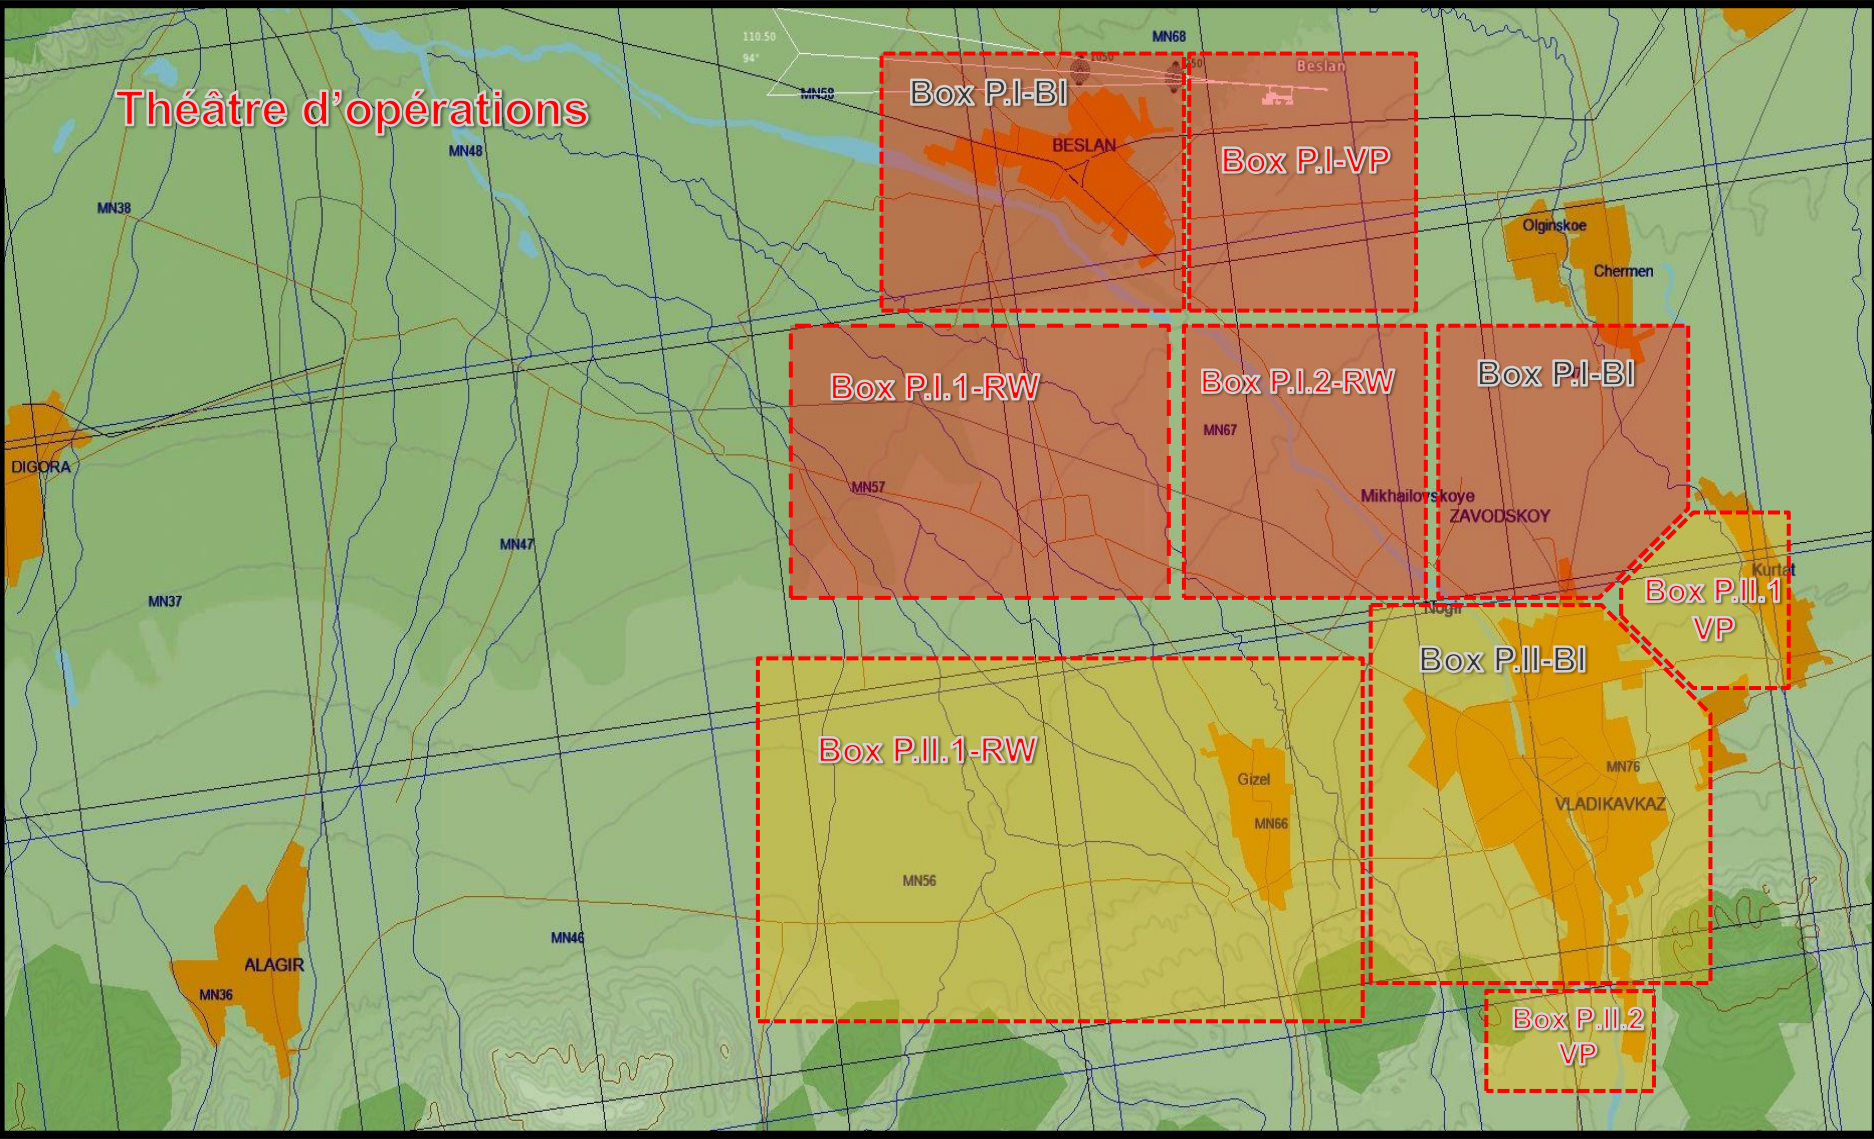 110.50
MN68
94°
1050
Beslan
Box P.I-BI
MN58
Théâtre d’opérations
BESLAN
MN48
Box P.I-VP
MN38
Olginskoe
Chermen
Box P.I.1-RW
Box P.I.2-RW
Box P.I-BI
MN67
DIGORA
MN57
Mikhailovskoye
ZAVODSKOY
MN47
Kurtat
Box P.II.1
VP
MN37
Nogir
Box P.II-BI
Box P.II.1-RW
Gizel
MN76
VLADIKAVKAZ
MN66
MN56
MN46
ALAGIR
MN36
Box P.II.2
VP